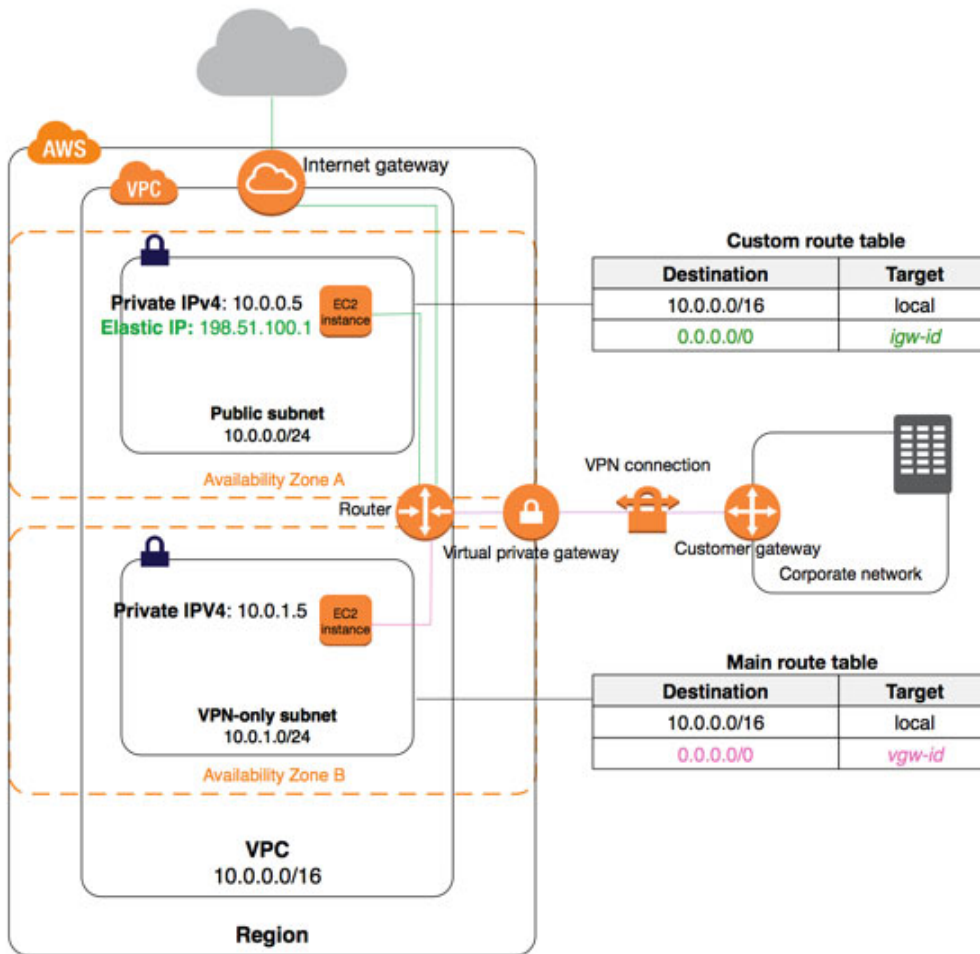 AWS
Internet gateway
VPC
Private IPv4: 10.0.0.5
Elastic IP: 198.51.100.1
EC2
instance
Public subnet
10.0.0.0/24
Availability Zone A
Custom route table
Destination Target
10.0.0.0/16 local
0.0.0.0/0 igw-id
Router
Virtual private gateway
VPN connection
Customer gateway
Corporate network
Private IPV4: 10.0.1.5
EC2
instance
VPN-only subnet
10.0.1.0/24
Availability Zone B
Main route table
Destination Target
10.0.0.0/16 local
0.0.0.0/0 vgw-id
VPC
10.0.0.0/16
Region